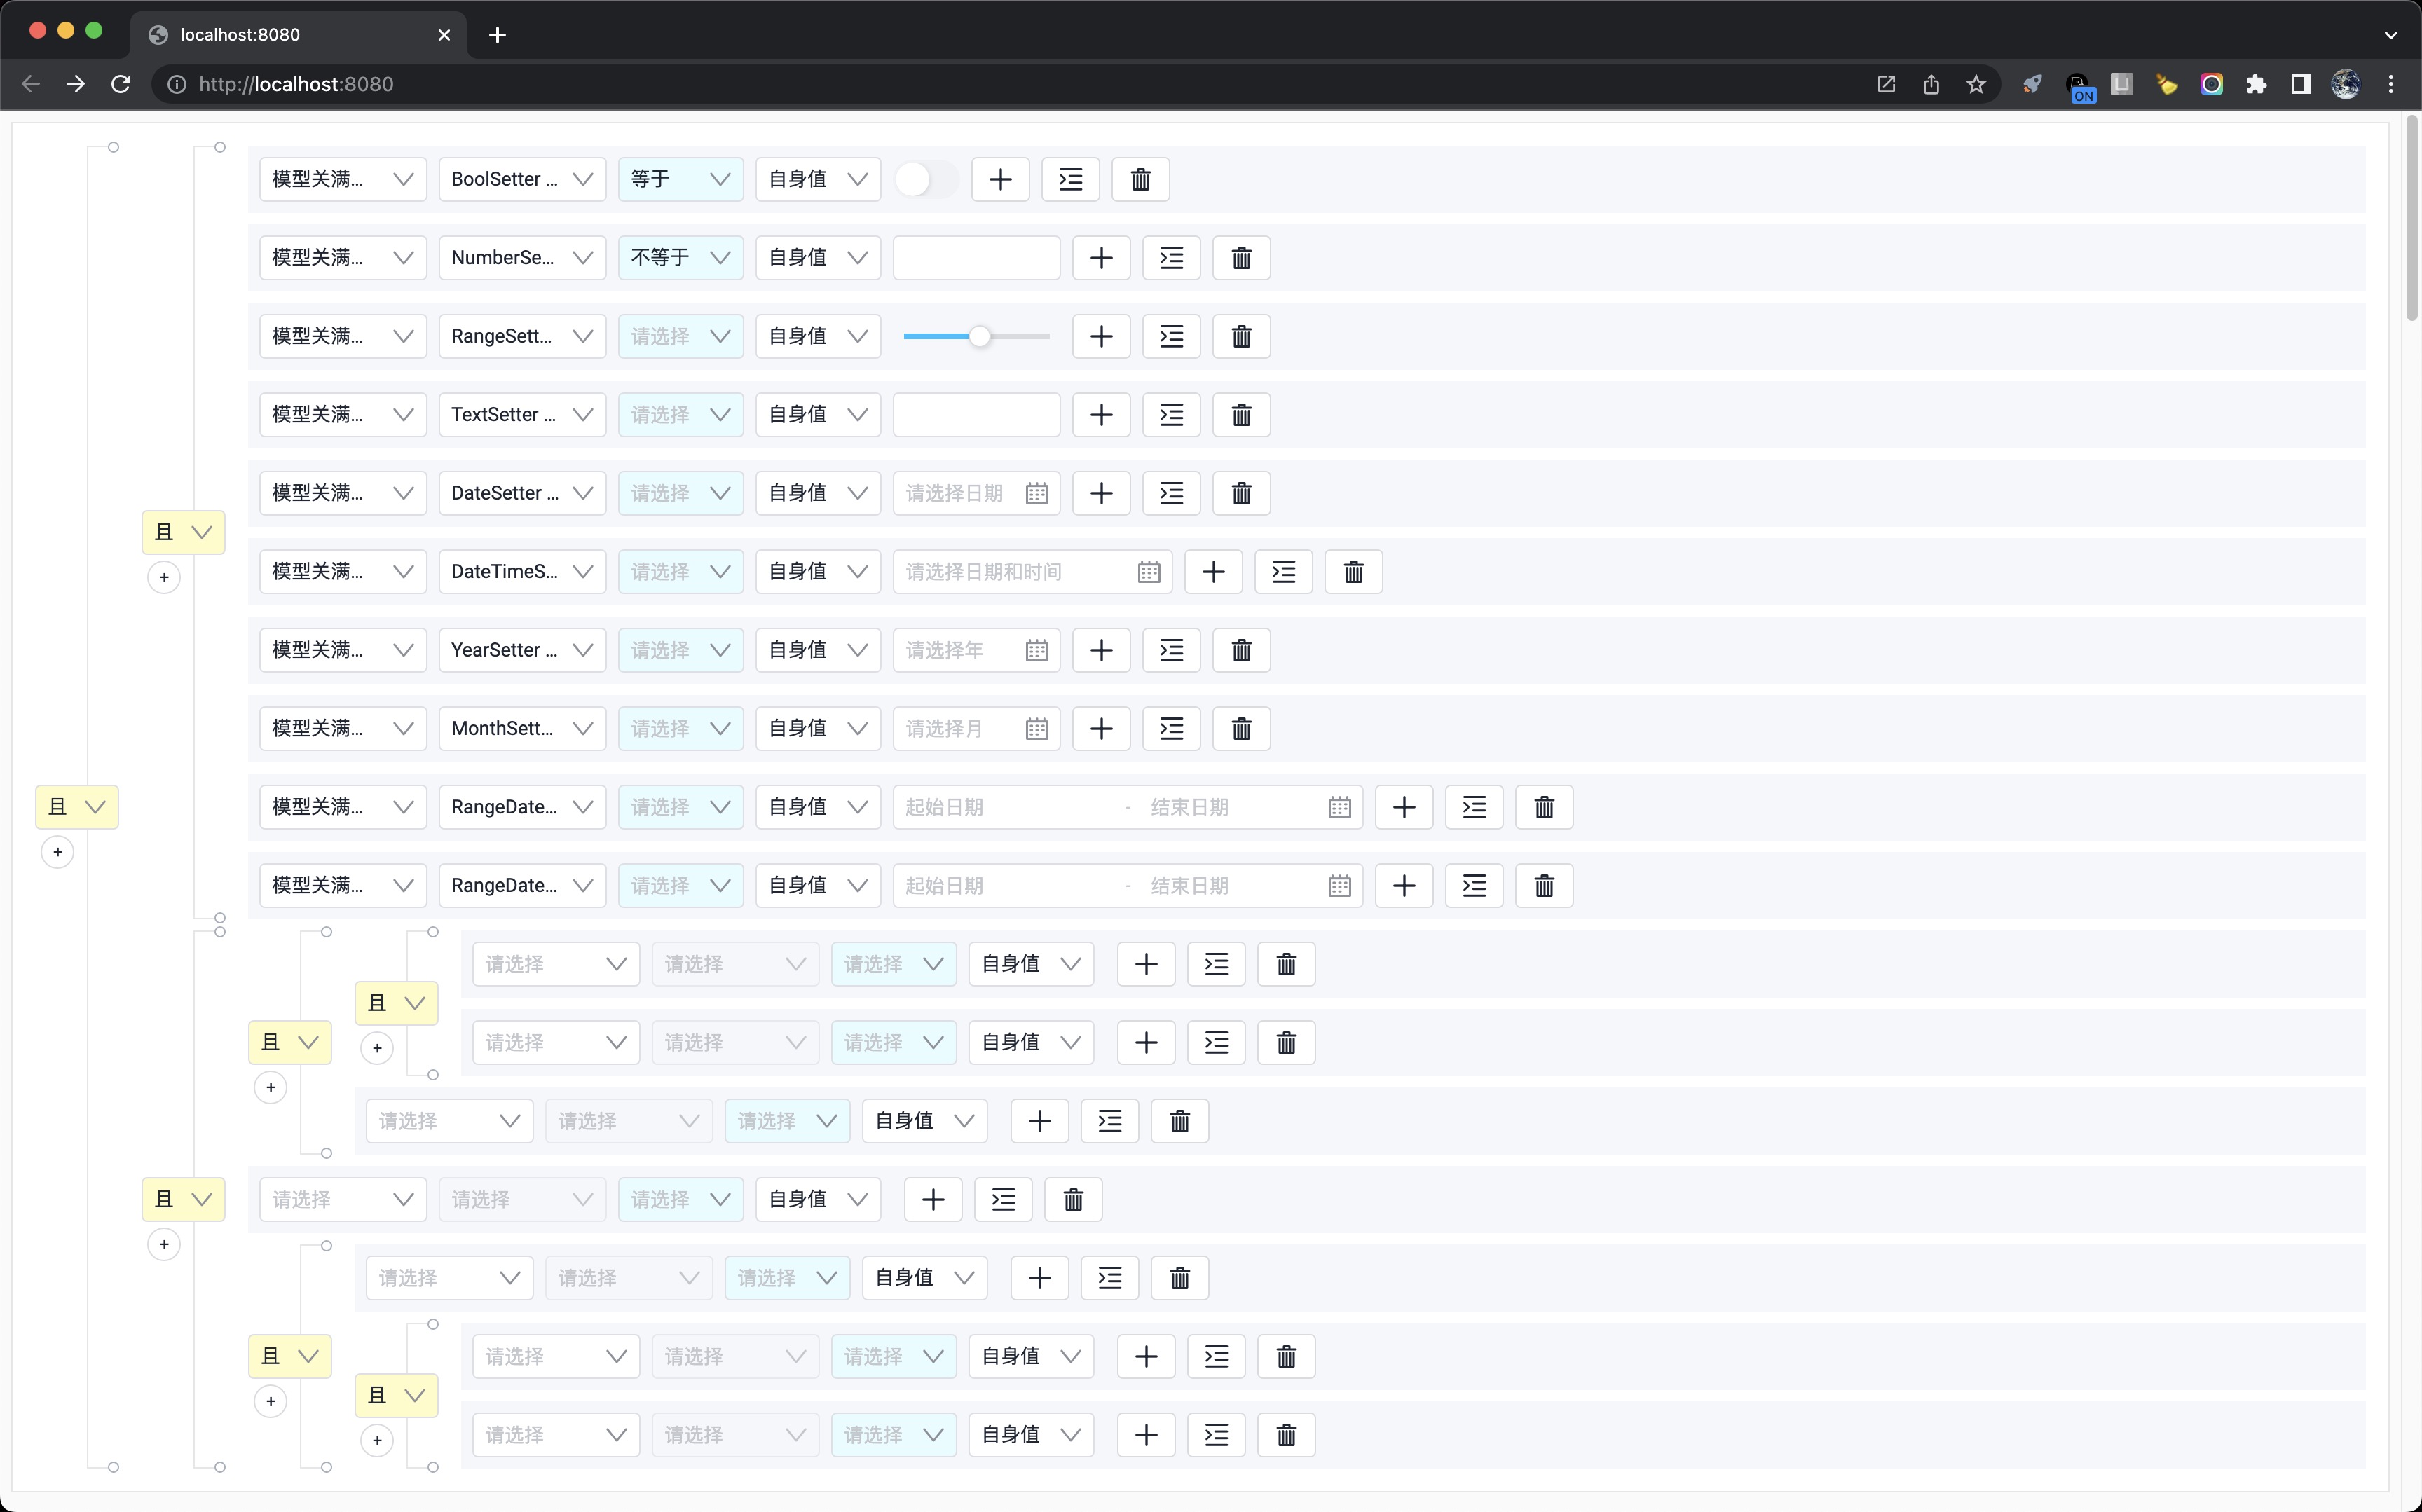 localhost:8080
http://localhost:8080
ON
模型关满... BoolSetter ... 等于 自身值
模型关满... NumberSe... 不等于 自身值
模型关满... RangeSett... 请选择 自身值
模型关满... TextSetter ... 请选择 自身值
模型关满... DateSetter ... 请选择 自身值 请选择日期
且
模型关满... DateTimeS... 请选择 自身值 请选择日期和时间
模型关满... YearSetter ... 请选择 自身值 请选择年
模型关满... MonthSett... 请选择 自身值 请选择月
且 模型关满... RangeDate... 请选择 自身值 起始日期 - 结束日期
模型关满... RangeDate... 请选择 自身值 起始日期 - 结束日期
请选择 请选择 请选择 自身值
且
且 请选择 请选择 请选择 自身值
请选择 请选择 请选择 自身值
且 请选择 请选择 请选择 自身值
请选择 请选择 请选择 自身值
且 请选择 请选择 请选择 自身值
且
请选择 请选择 请选择 自身值